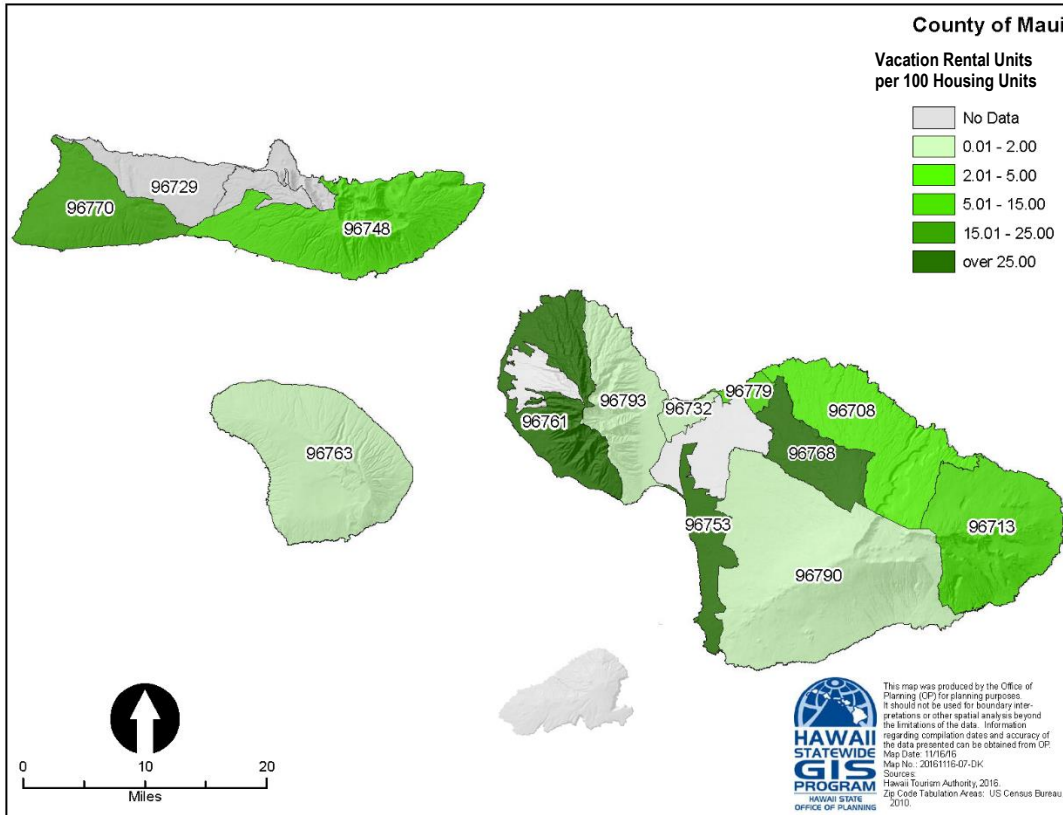 County of Maui
Vacation Rental Units
per 100 Housing Units
No Data
0.01 - 2.00
2.01 - 5.00
5.01 - 15.00
15.01 - 25.00
over 25.00
96729
96770
96748
96779
96793
96732
96708
96761
96768
96763
96753
96713
96790
0
10
20
Miles
HAWAII
STATEWIDE
GIS
PROGRAM
HAWAII STATE
OFFICE OF PLANNING
This map was produced by the Office of
Planning (OP) for planning purposes.
It should not be used for boundary inter-
pretations or other spatial analysis beyond
the limitations of the data. Information
regarding compilation dates and accuracy of
the data presented can be obtained from OP.
Map Date: 11/16/16
Map No.: 20161116-07-DK
Sources:
Hawaii Tourism Authority, 2016.
Zip Code Tabulation Areas: US Census Bureau
2010.